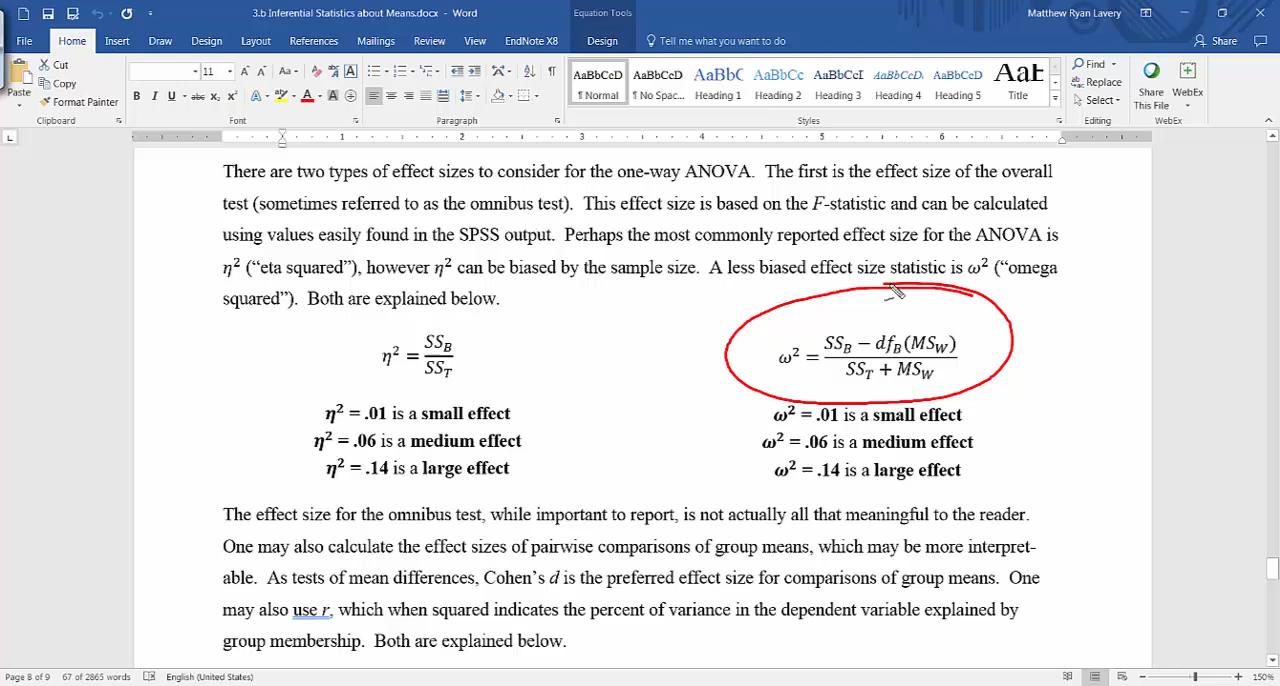 3.b Inferential Statistics about Means.docx - Word
Equation Tools
Matthew Ryan Lavery
File Home Insert Draw Design Layout References Mailings Review View EndNote X8 Design Tell me what you want to do Share
Paste
Cut
Copy
Format Painter
11
Aa
B I U abc X₂ X² A A A
AaBbCcD AaBbCcD AaBbC AaBbCc AaBbCcI AaBbCcD AaBbCcD AaB
¶ Normal ¶ No Spac... Heading 1 Heading 2 Heading 3 Heading 4 Heading 5 Title
Find
Replace
Select
Share This File
WebEx
Clipboard Font Paragraph Styles Editing WebEx
1 2 3 4 5 6
There are two types of effect sizes to consider for the one-way ANOVA. The first is the effect size of the overall
test (sometimes referred to as the omnibus test). This effect size is based on the F-statistic and can be calculated
using values easily found in the SPSS output. Perhaps the most commonly reported effect size for the ANOVA is
η² (“eta squared”), however η² can be biased by the sample size. A less biased effect size statistic is ω² (“omega
squared”). Both are explained below.
η² = SS_B / SS_T
ω² = SS_B − df_B(MS_W) / SS_T + MS_W
η² = .01 is a small effect
η² = .06 is a medium effect
η² = .14 is a large effect
ω² = .01 is a small effect
ω² = .06 is a medium effect
ω² = .14 is a large effect
The effect size for the omnibus test, while important to report, is not actually all that meaningful to the reader.
One may also calculate the effect sizes of pairwise comparisons of group means, which may be more interpret-
able. As tests of mean differences, Cohen’s d is the preferred effect size for comparisons of group means. One
may also use r, which when squared indicates the percent of variance in the dependent variable explained by
group membership. Both are explained below.
Page 8 of 9 67 of 2865 words English (United States) 150%